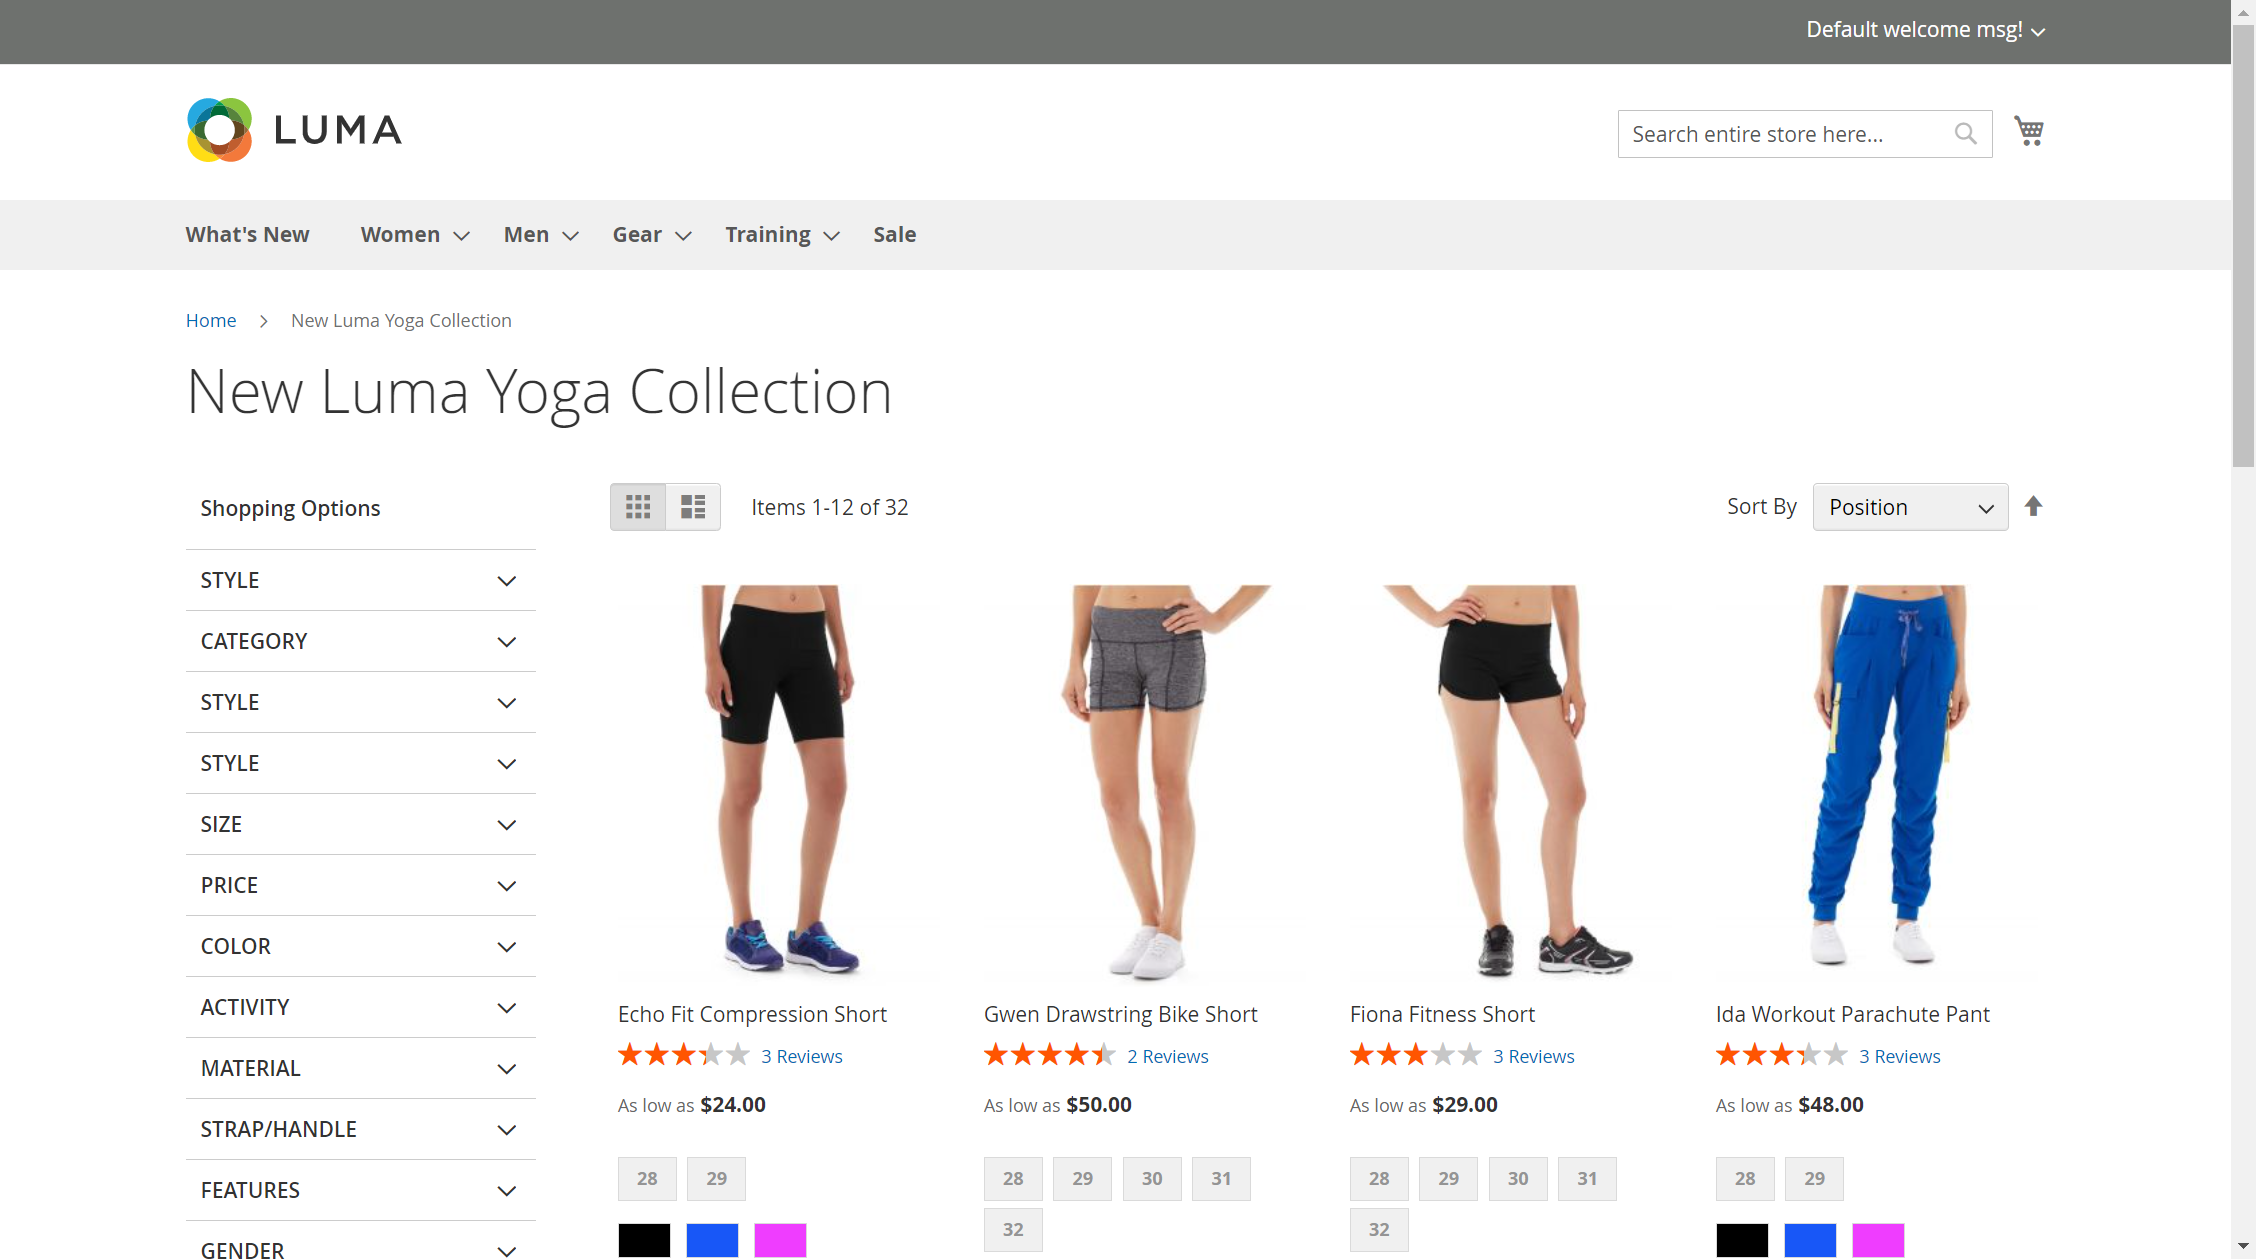 Default welcome msg!
LUMA
Search entire store here...
What's New Women Men Gear Training Sale
Home New Luma Yoga Collection
New Luma Yoga Collection
Shopping Options
STYLE
CATEGORY
STYLE
STYLE
SIZE
PRICE
COLOR
ACTIVITY
MATERIAL
STRAP/HANDLE
FEATURES
GENDER
Items 1-12 of 32
Sort By Position
Echo Fit Compression Short
3 Reviews
As low as $24.00
28 29
Gwen Drawstring Bike Short
2 Reviews
As low as $50.00
28 29 30 31
32
Fiona Fitness Short
3 Reviews
As low as $29.00
28 29 30 31
32
Ida Workout Parachute Pant
3 Reviews
As low as $48.00
28 29